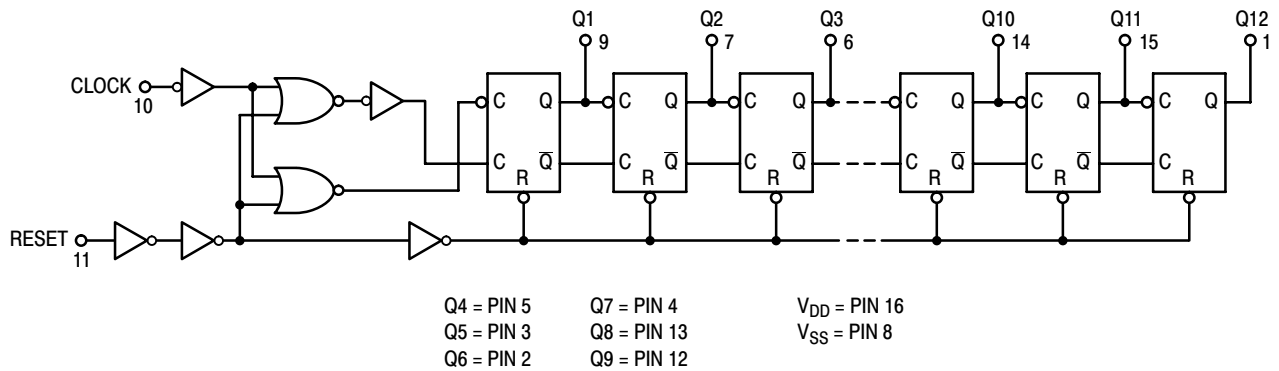 Q1 Q2 Q3 Q10 Q11 Q12
9 7 6 14 15 1
CLOCK
10
C Q C Q C Q C Q C Q C Q
C Q̅ C Q̅ C Q̅ C Q̅ C Q̅ C
R R R R R R
RESET
11
Q4 = PIN 5 Q7 = PIN 4 VDD = PIN 16
Q5 = PIN 3 Q8 = PIN 13 VSS = PIN 8
Q6 = PIN 2 Q9 = PIN 12